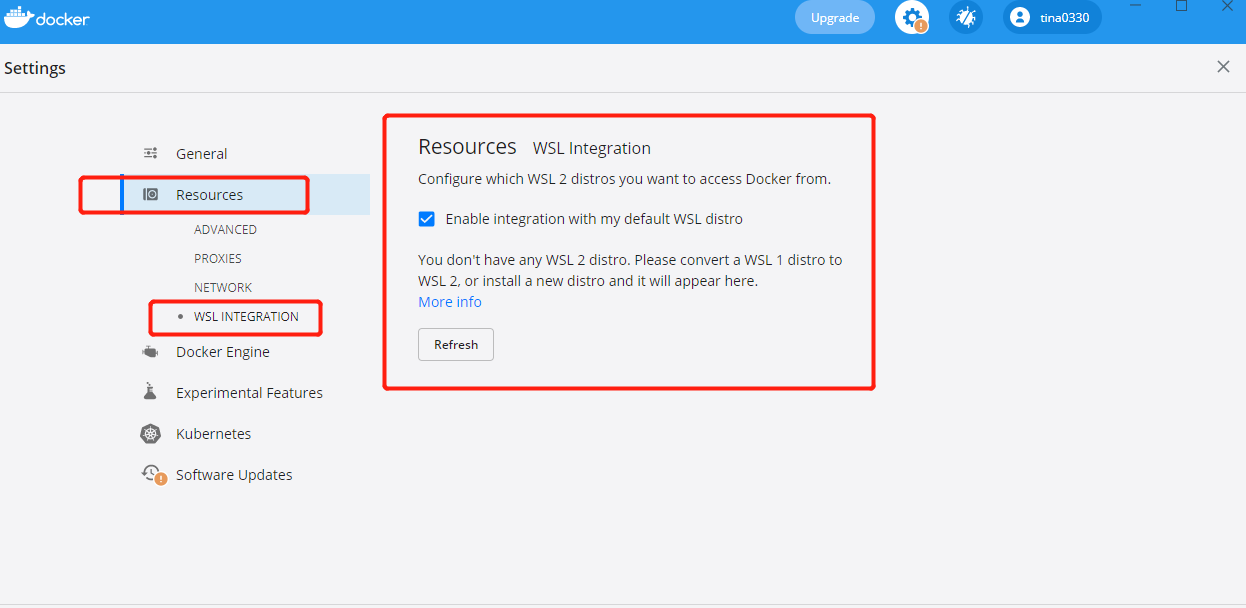 docker
Upgrade
tina0330
Settings
General
Resources
ADVANCED
PROXIES
NETWORK
WSL INTEGRATION
Docker Engine
Experimental Features
Kubernetes
Software Updates
Resources WSL Integration
Configure which WSL 2 distros you want to access Docker from.
Enable integration with my default WSL distro
You don't have any WSL 2 distro. Please convert a WSL 1 distro to
WSL 2, or install a new distro and it will appear here.
More info
Refresh